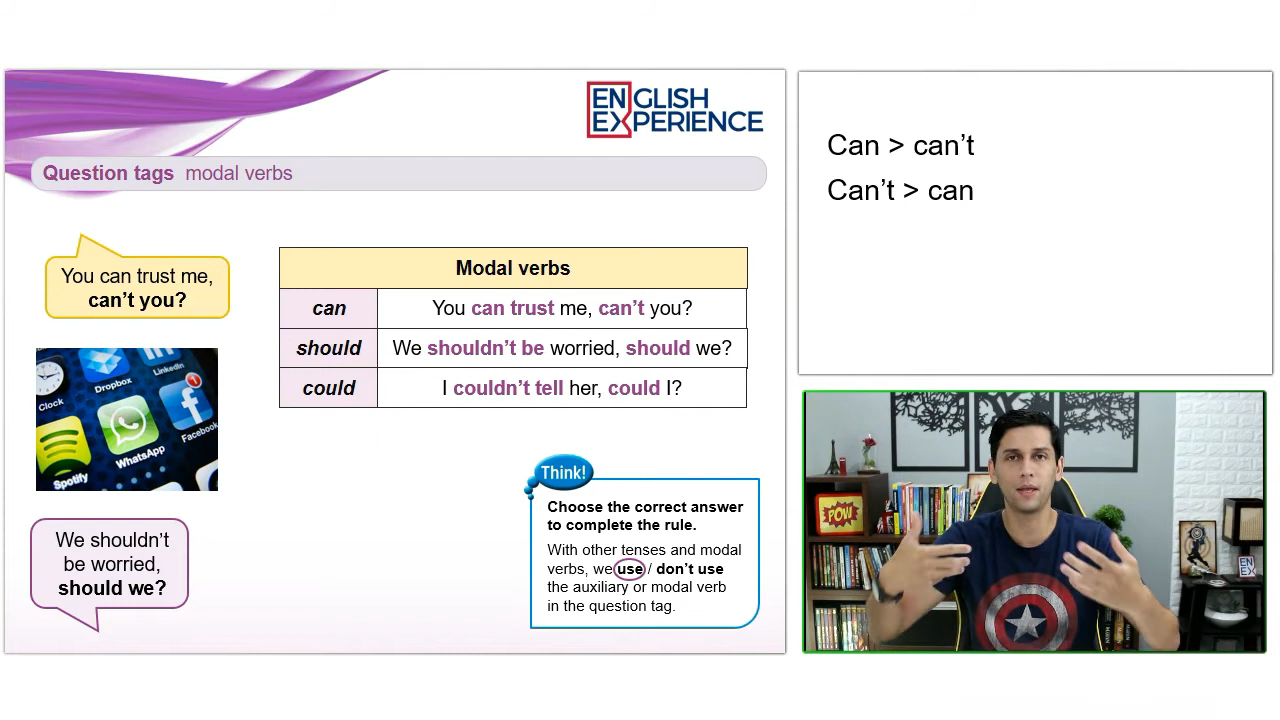 ENGLISH
EXPERIENCE
Question tags modal verbs
You can trust me,
can't you?
Modal verbs
can You can trust me, can't you?
should We shouldn't be worried, should we?
could I couldn't tell her, could I?
Clock
Dropbox
LinkedIn
1
Spotify
WhatsApp
Facebook
We shouldn't
be worried,
should we?
Think!
Choose the correct answer
to complete the rule.
With other tenses and modal
verbs, we use / don't use
the auxiliary or modal verb
in the question tag.
Can > can't
Can't > can
POW
EN
EX